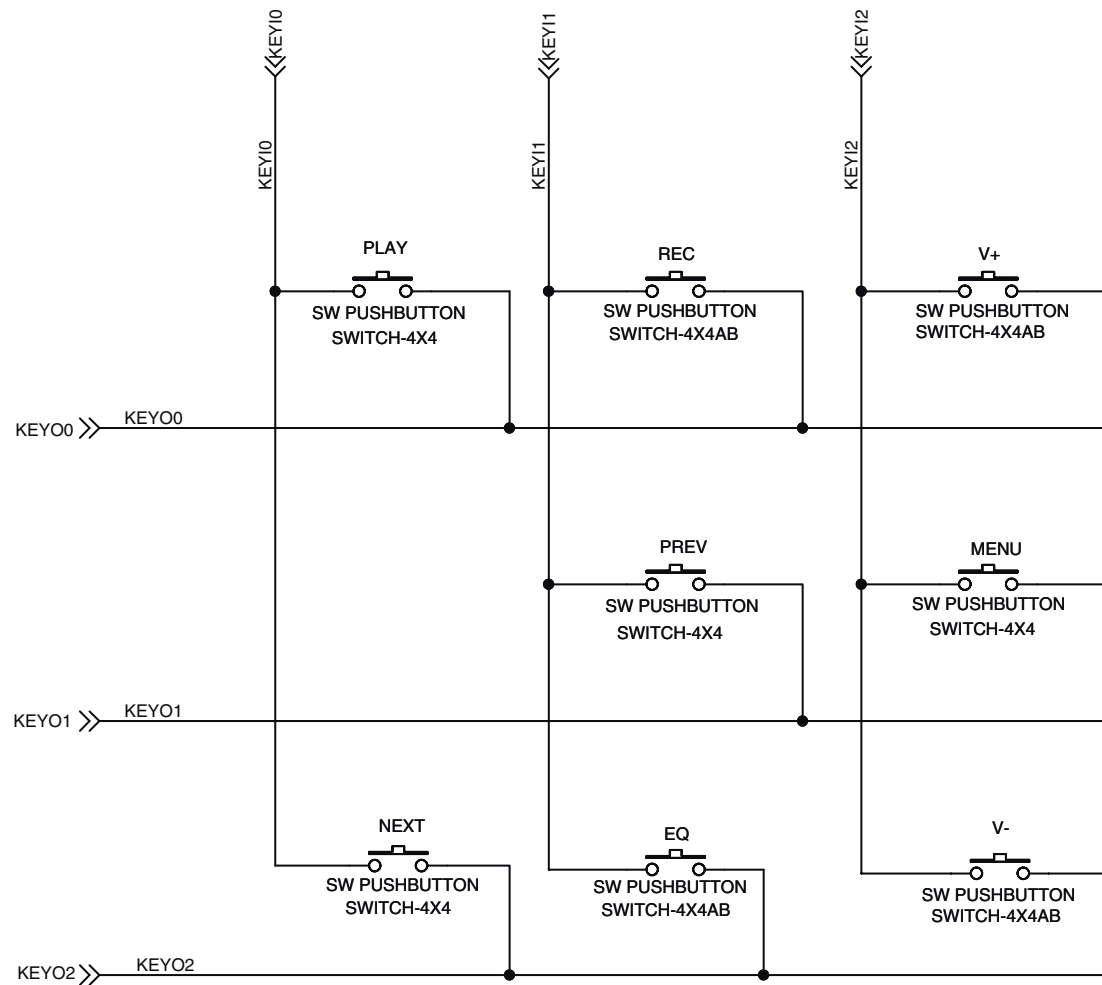 KEYI0
KEYI1
KEYI2
KEYI0
KEYI1
KEYI2
PLAY
SW PUSHBUTTON
SWITCH-4X4
REC
SW PUSHBUTTON
SWITCH-4X4AB
V+
SW PUSHBUTTON
SWITCH-4X4AB
KEYO0
KEYO0
PREV
SW PUSHBUTTON
SWITCH-4X4
MENU
SW PUSHBUTTON
SWITCH-4X4
KEYO1
KEYO1
NEXT
SW PUSHBUTTON
SWITCH-4X4
EQ
SW PUSHBUTTON
SWITCH-4X4AB
V-
SW PUSHBUTTON
SWITCH-4X4AB
KEYO2
KEYO2